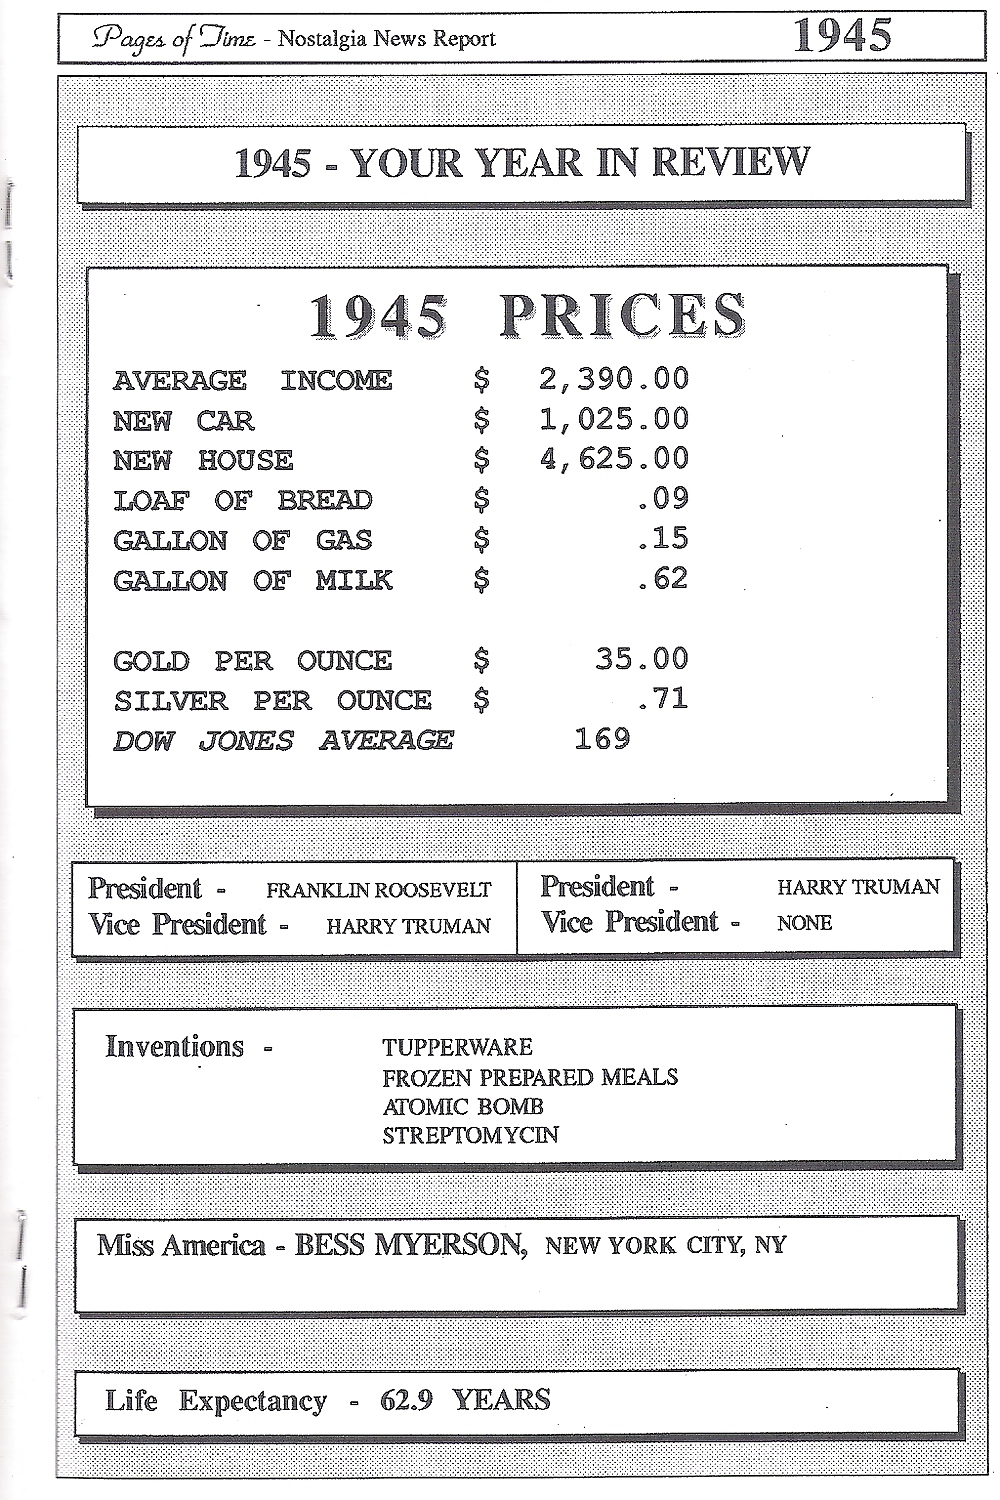 Pages of Time - Nostalgia News Report 1945
1945 - YOUR YEAR IN REVIEW
1945 PRICES
AVERAGE INCOME $ 2,390.00
NEW CAR $ 1,025.00
NEW HOUSE $ 4,625.00
LOAF OF BREAD $ .09
GALLON OF GAS $ .15
GALLON OF MILK $ .62
GOLD PER OUNCE $ 35.00
SILVER PER OUNCE $ .71
DOW JONES AVERAGE 169
President - FRANKLIN ROOSEVELT
Vice President - HARRY TRUMAN
President - HARRY TRUMAN
Vice President - NONE
Inventions - TUPPERWARE
FROZEN PREPARED MEALS
ATOMIC BOMB
STREPTOMYCIN
Miss America - BESS MYERSON, NEW YORK CITY, NY
Life Expectancy - 62.9 YEARS